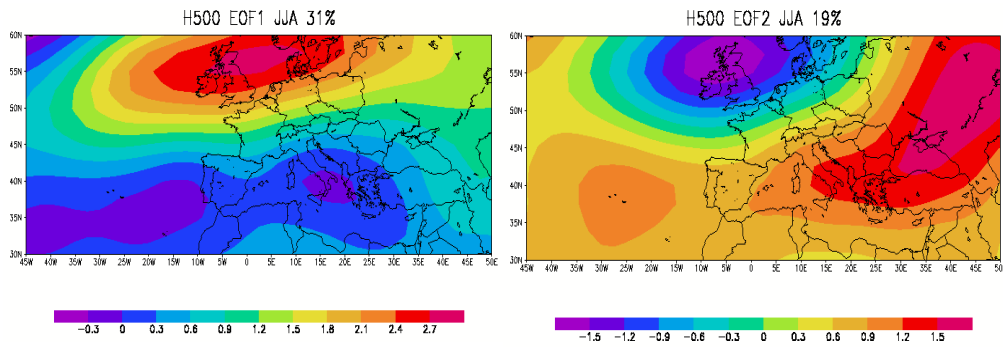 H500 EOF1 JJA 31%
60N
55N
50N
45N
40N
35N
30N
45W 40W 35W 30W 25W 20W 15W 10W 5W 0 5E 10E 15E 20E 25E 30E 35E 40E 45E 50E
-0.3 0 0.3 0.6 0.9 1.2 1.5 1.8 2.1 2.4 2.7
H500 EOF2 JJA 19%
60N
55N
50N
45N
40N
35N
30N
45W 40W 35W 30W 25W 20W 15W 10W 5W 0 5E 10E 15E 20E 25E 30E 35E 40E 45E 50
-1.5 -1.2 -0.9 -0.6 -0.3 0 0.3 0.6 0.9 1.2 1.5